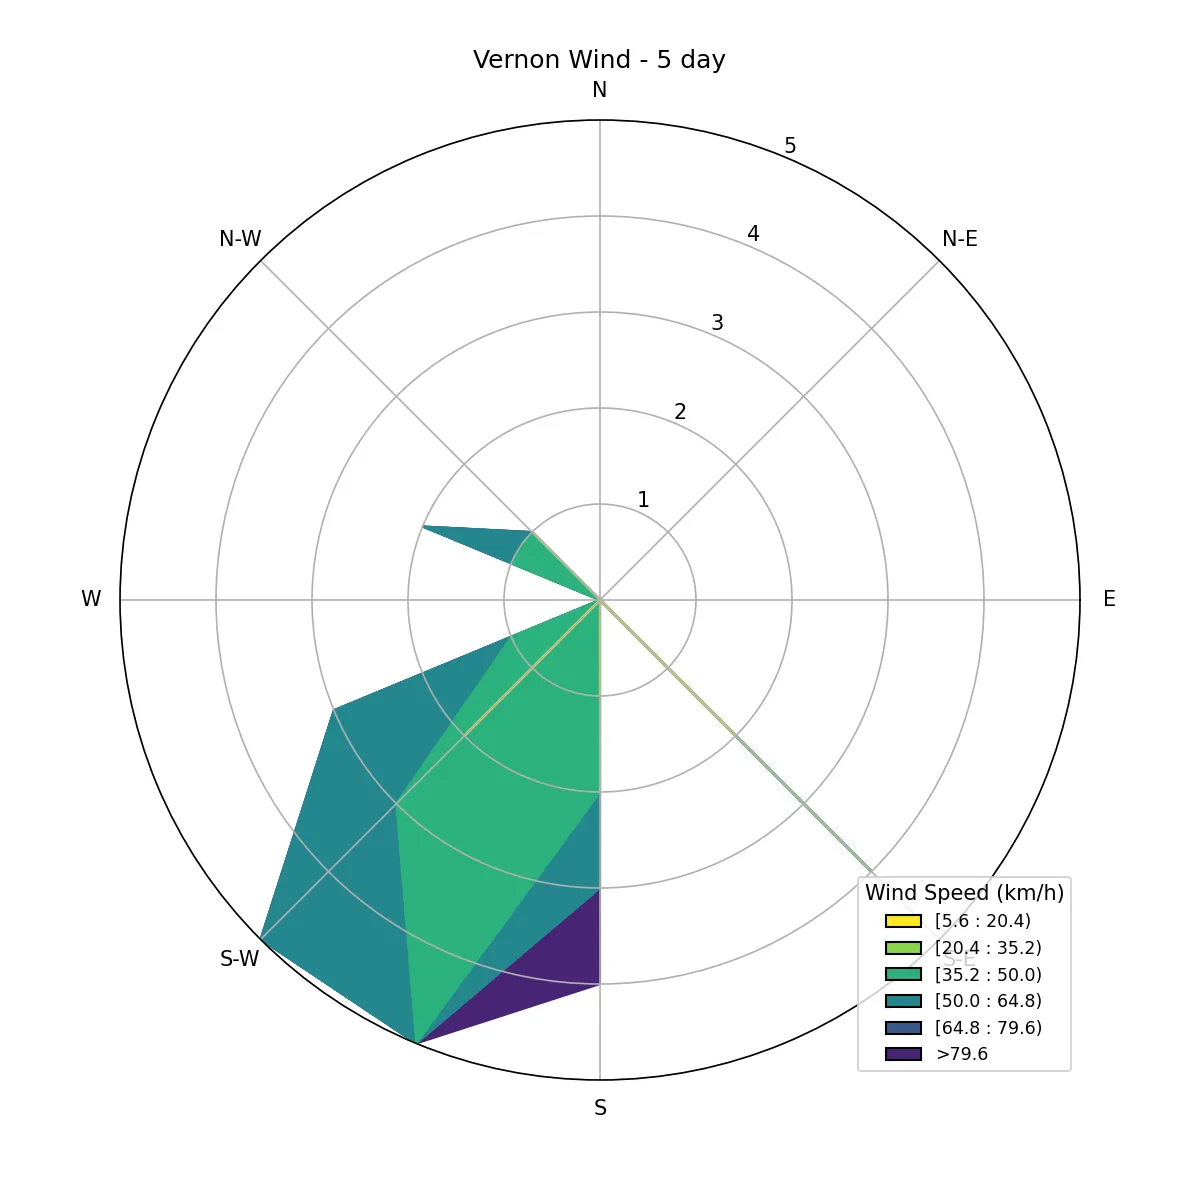 Vernon Wind - 5 day
N
5
N-W
N-E
4
3
2
1
W
E
Wind Speed (km/h)
[5.6 : 20.4)
[20.4 : 35.2)
S-W
S-E
[35.2 : 50.0)
[50.0 : 64.8)
[64.8 : 79.6)
>79.6
S